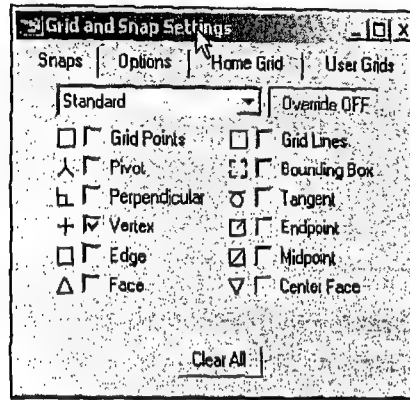 Grid and Snap Settings
Snaps Options Home Grid User Grids
Standard Override OFF
Grid Points Grid Lines
Pivot Bounding Box
Perpendicular Tangent
Vertex Endpoint
Edge Midpoint
Face Center Face
Clear All